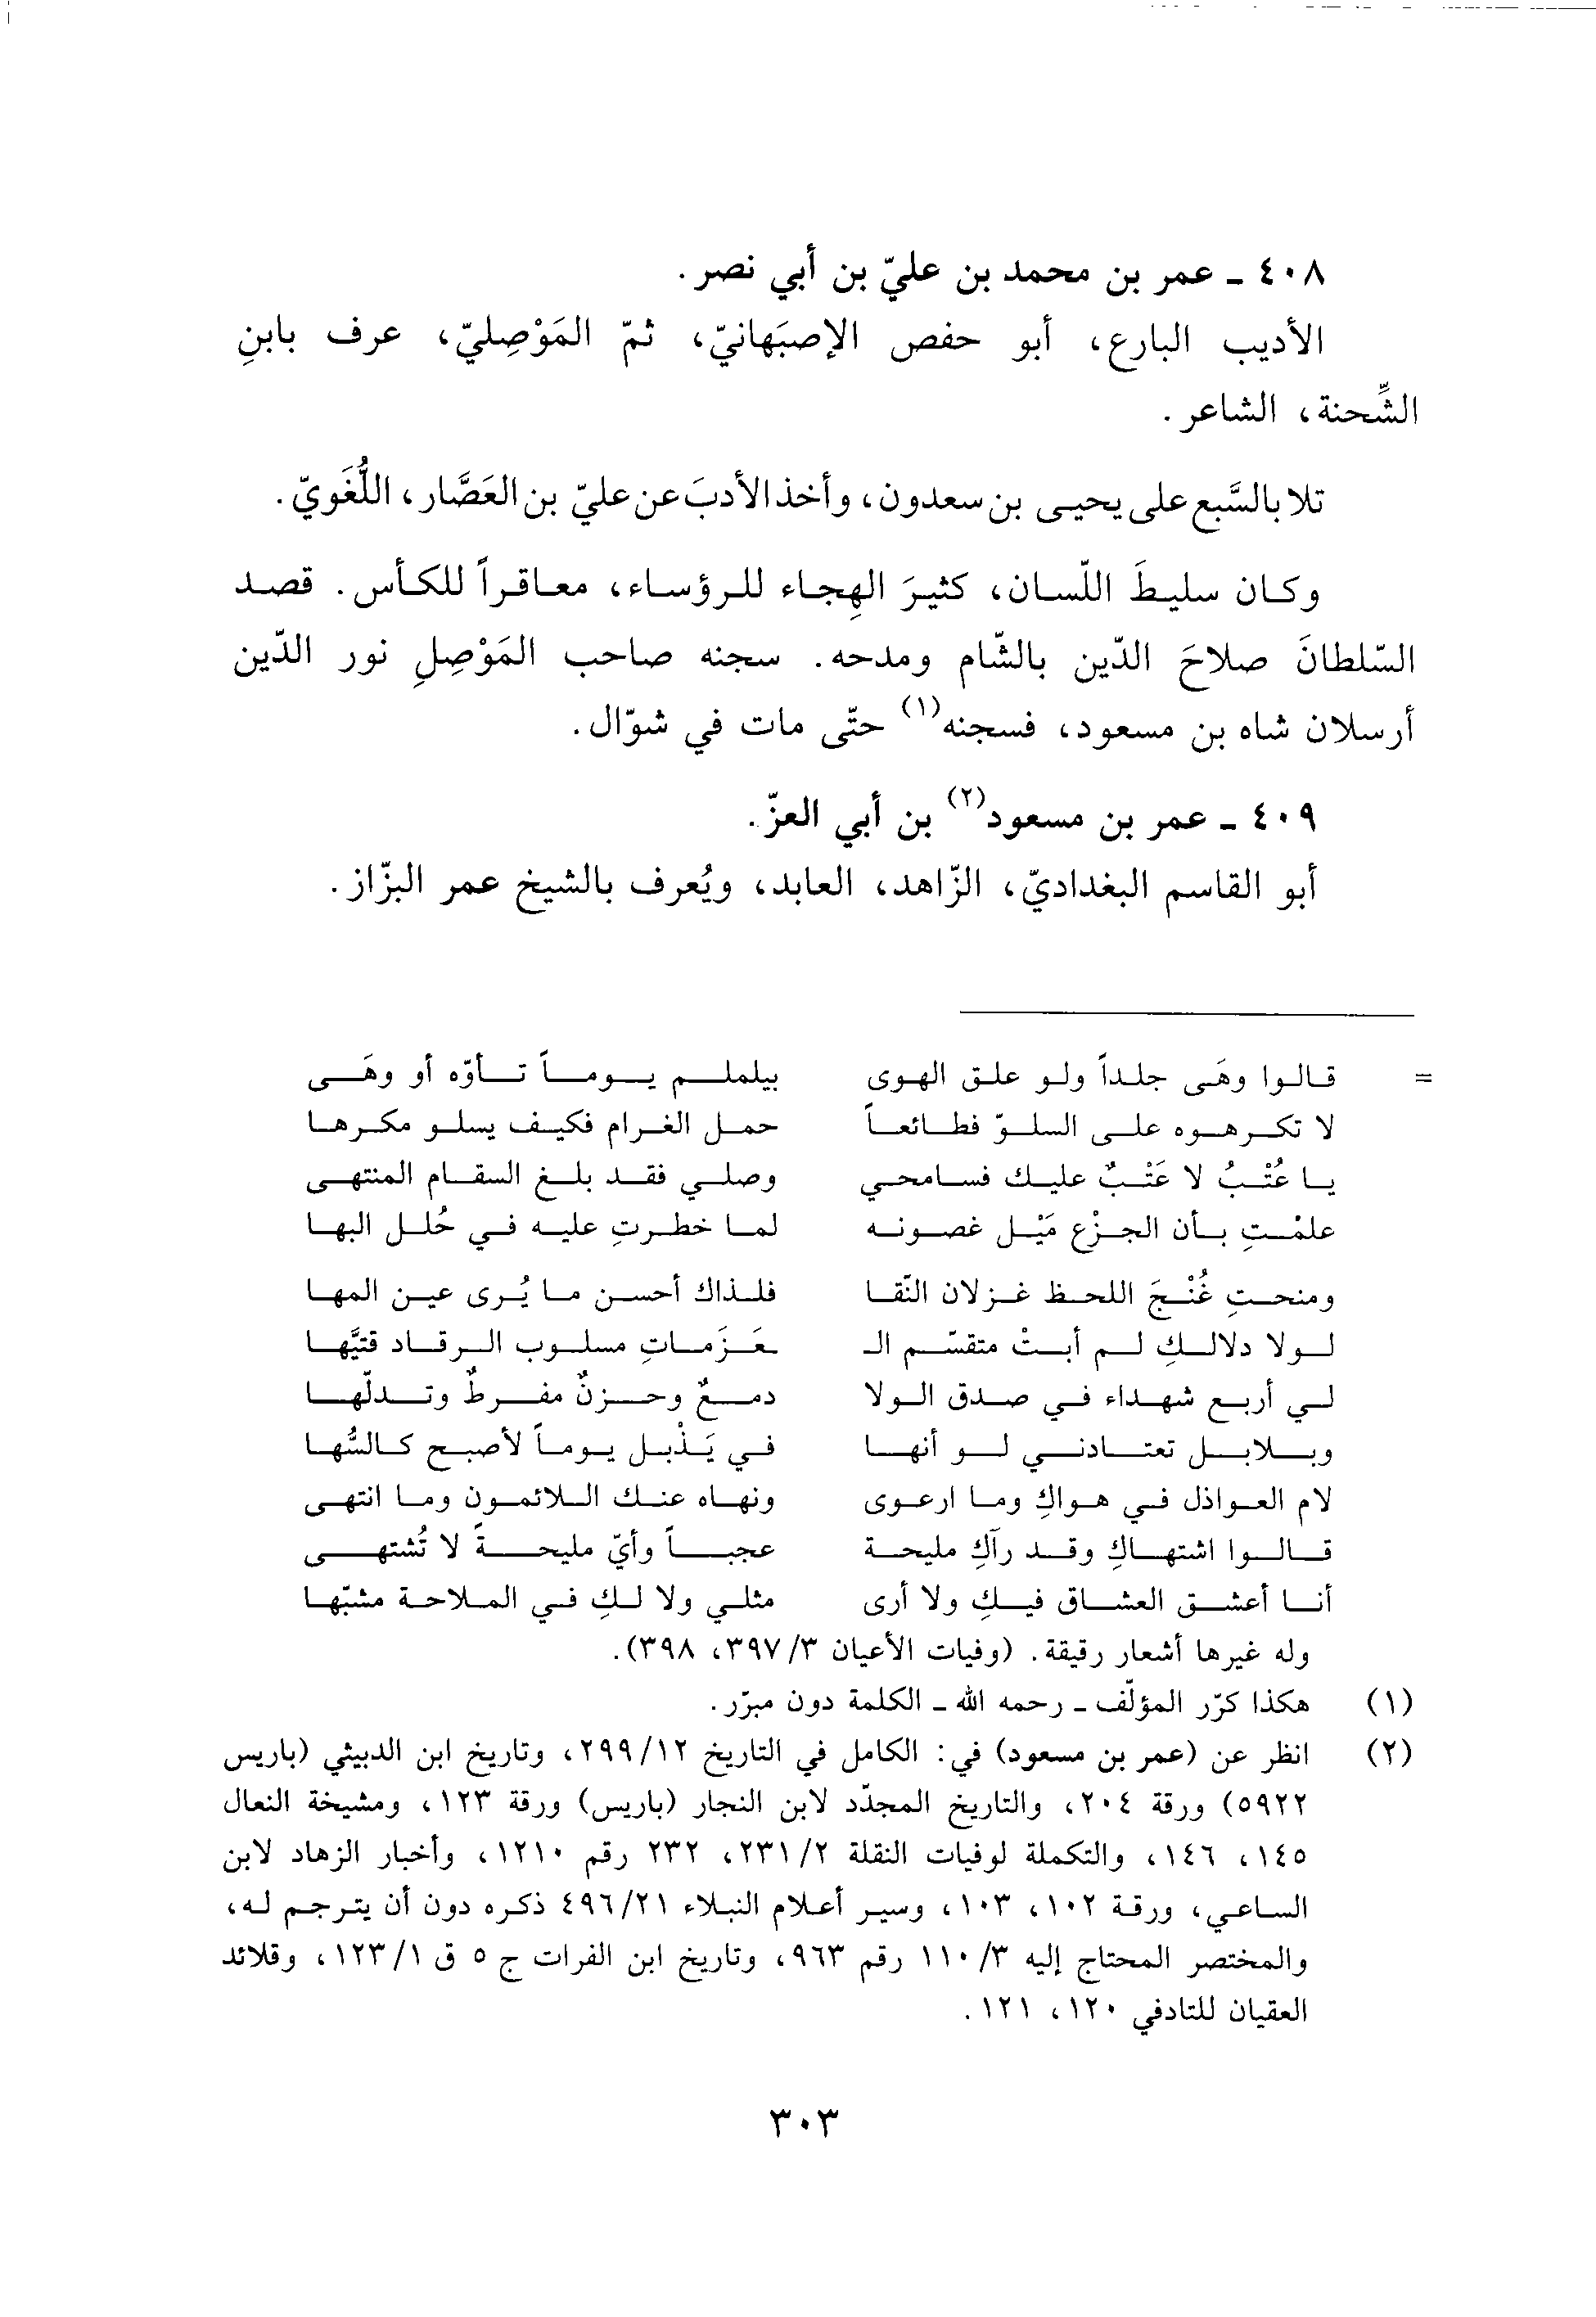 ٤٠٨ ـ عمر بن محمد بن عليّ بن أبي نصر.
الأديب البارع، أبو حفص الإصبَهانيّ، ثمّ المَوْصِليّ، عرف بابنِ
الشِّحنة، الشاعر.
تلا بالسَّبع على يحيى بن سعدون، وأخذ الأدبَ عن عليّ بن العَصَّار، اللُّغَويّ.
وكان سليطَ اللّسان، كثيرَ الهِجاء للرؤساء، معاقراً للكأس. قصد
السّلطانَ صلاحَ الدّين بالشّام ومدحه. سجنه صاحب المَوْصِلِ نور الدّين
أرسلان شاه بن مسعود، فسجنه(١) حتّى مات في شوّال.
٤٠٩ ـ عمر بن مسعود(٢) بن أبي العزّ.
أبو القاسم البغداديّ، الزّاهد، العابد، ويُعرف بالشيخ عمر البزّاز.
= قالوا وهَى جلداً ولو علق الهوى بيلملم يوماً تأوّه أو وهَى
لا تكرهوه على السلوّ فطائعاً حمل الغرام فكيف يسلو مكرها
يا عُتْبُ لا عَتْبٌ عليك فسامحي وصلي فقد بلغ السقام المنتهى
علمْتِ بأن الجزْع مَيْل غصونه لما خطرتِ عليه في حُلل البها
ومنحتِ غُنْجَ اللحظ غزلان النّقا فلذاك أحسن ما يُرى عين المها
لولا دلالكِ لم أبتْ متقسّم الـ ـعَزَماتِ مسلوب الرقاد قتيَّها
لي أربع شهداء في صدق الولا دمعٌ وحزنٌ مفرطٌ وتدلّها
وبلابل تعتادني لو أنها في يَذْبل يوماً لأصبح كالسُّها
لام العواذل في هواكِ وما ارعوى ونهاه عنك اللائمون وما انتهى
قالوا اشتهاكِ وقد رآكِ مليحة عجباً وأيّ مليحةً لا تُشتهى
أنا أعشق العشاق فيكِ ولا أرى مثلي ولا لكِ في الملاحة مشبّها
وله غيرها أشعار رقيقة. (وفيات الأعيان ٣/٣٩٧، ٣٩٨).
(١) هكذا كرّر المؤلّف ـ رحمه الله ـ الكلمة دون مبرّر.
(٢) انظر عن (عمر بن مسعود) في: الكامل في التاريخ ١٢/٢٩٩، وتاريخ ابن الدبيثي (باريس
٥٩٢٢) ورقة ٢٠٤، والتاريخ المجدّد لابن النجار (باريس) ورقة ١٢٣، ومشيخة النعال
١٤٥، ١٤٦، والتكملة لوفيات النقلة ٢/٢٣١، ٢٣٢ رقم ١٢١٠، وأخبار الزهاد لابن
الساعي، ورقة ١٠٢، ١٠٣، وسير أعلام النبلاء ٢١/٤٩٦ ذكره دون أن يترجم له،
والمختصر المحتاج إليه ٣/١١٠ رقم ٩٦٣، وتاريخ ابن الفرات ج ٥ ق ١/١٢٣، وقلائد
العقيان للتادفي ١٢٠، ١٢١.
٣٠٣